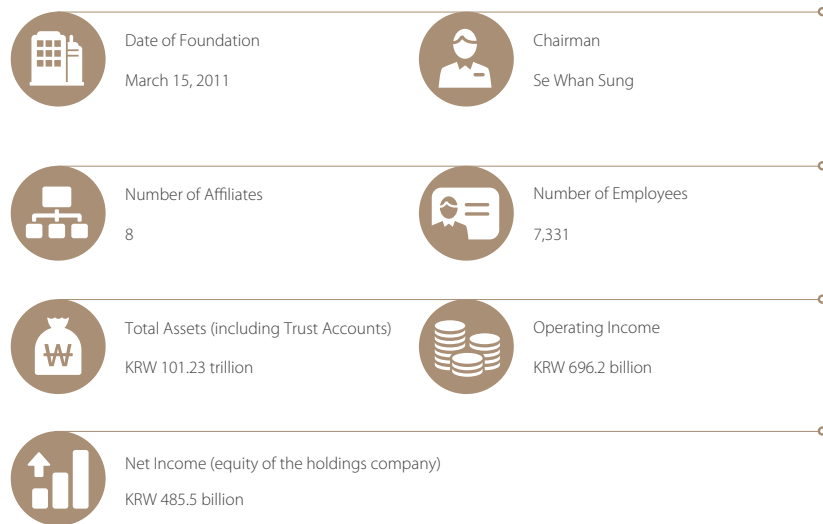 Date of Foundation
March 15, 2011
Chairman
Se Whan Sung
Number of Affiliates
8
Number of Employees
7,331
Total Assets (including Trust Accounts)
KRW 101.23 trillion
Operating Income
KRW 696.2 billion
Net Income (equity of the holdings company)
KRW 485.5 billion